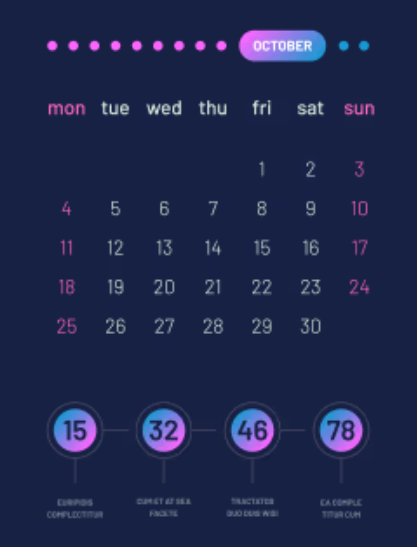 OCTOBER
mon tue wed thu fri sat sun
1 2 3
4 5 6 7 8 9 10
11 12 13 14 15 16 17
18 19 20 21 22 23 24
25 26 27 28 29 30
15 32 46 78
EURIPIDIS CUM ET AT SEA TRACTATOS EA COMPLE
COMPLECTITUR FACETE DUO DEBIS WISI TITUR CUM